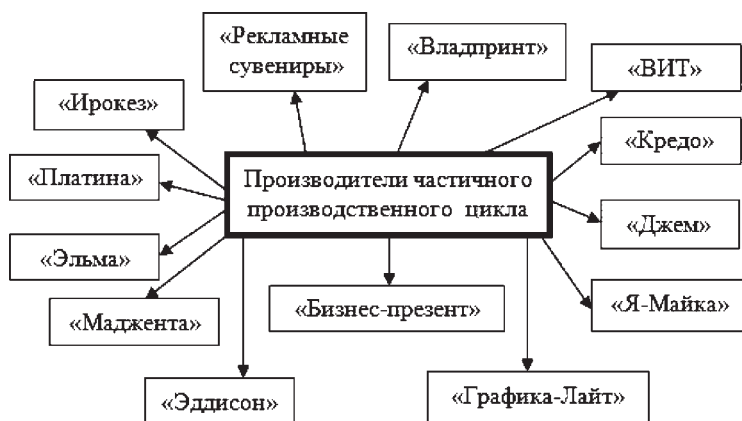 «Рекламные
сувениры»
«Владпринт»
«ВИТ»
«Ирокез»
«Кредо»
«Платина»
Производители частичного
производственного цикла
«Джем»
«Эльма»
«Маджента»
«Бизнес-презент»
«Я-Майка»
«Эддисон»
«Графика-Лайт»